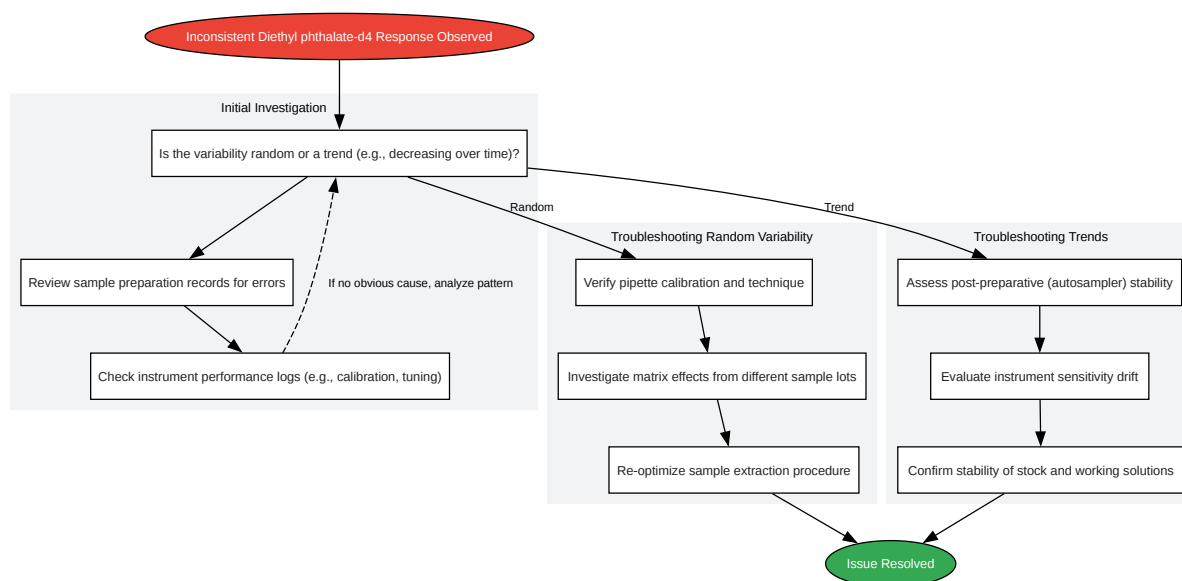 Inconsistent Diethyl phthalate-d4 Response Observed
Initial Investigation
Is the variability random or a trend (e.g., decreasing over time)?
Random
Trend
Troubleshooting Random Variability
Troubleshooting Trends
Review sample preparation records for errors
If no obvious cause, analyze pattern
Verify pipette calibration and technique
Assess post-preparative (autosampler) stability
Check instrument performance logs (e.g., calibration, tuning)
Investigate matrix effects from different sample lots
Evaluate instrument sensitivity drift
Re-optimize sample extraction procedure
Confirm stability of stock and working solutions
Issue Resolved